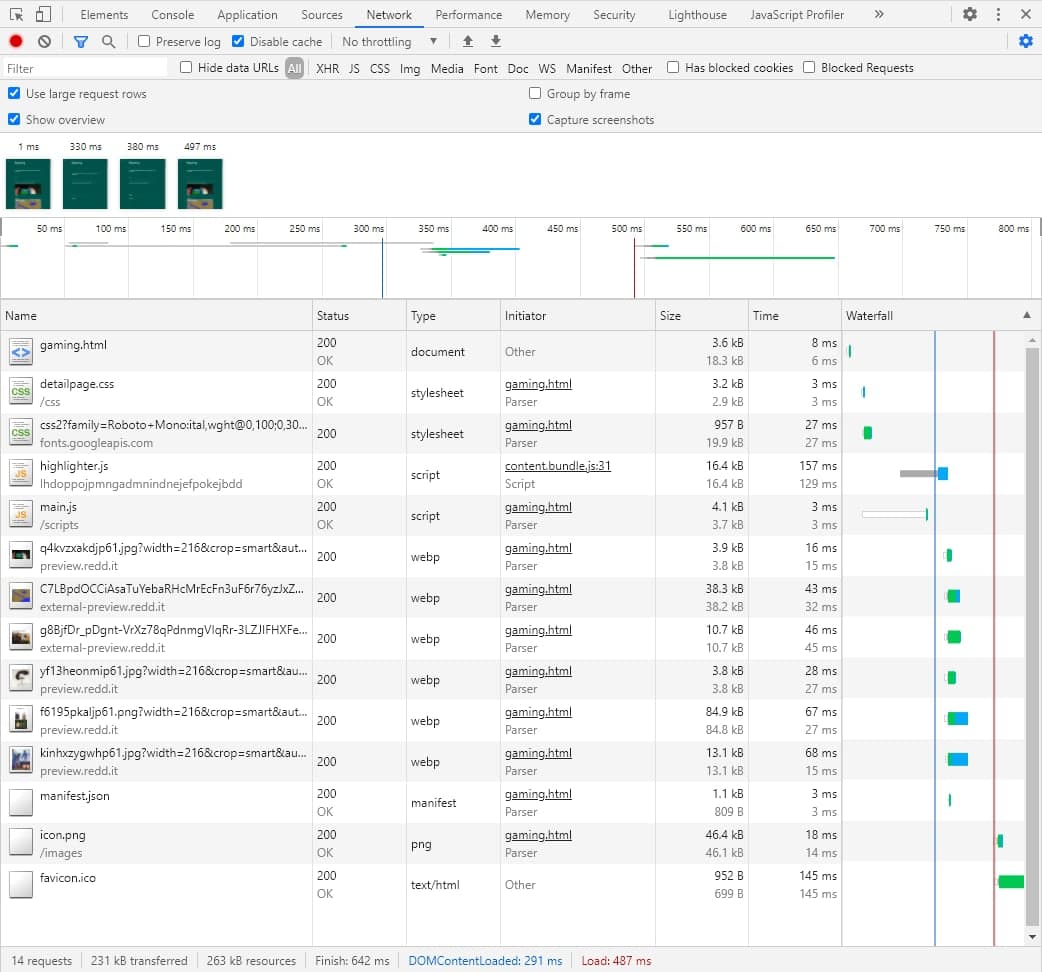 Elements Console Application Sources Network Performance Memory Security Lighthouse JavaScript Profiler »
Preserve log Disable cache No throttling
Filter Hide data URLs All XHR JS CSS Img Media Font Doc WS Manifest Other Has blocked cookies Blocked Requests
Use large request rows Group by frame
Show overview Capture screenshots
1 ms 330 ms 380 ms 497 ms
50 ms 100 ms 150 ms 200 ms 250 ms 300 ms 350 ms 400 ms 450 ms 500 ms 550 ms 600 ms 650 ms 700 ms 750 ms 800 ms
Name Status Type Initiator Size Time Waterfall
gaming.html 200 document Other 3.6 kB 8 ms
OK 18.3 kB 6 ms
detailpage.css 200 stylesheet gaming.html 3.2 kB 3 ms
/css OK Parser 2.9 kB 3 ms
css2?family=Roboto+Mono:ital,wght@0,100;0,30... 200 stylesheet gaming.html 957 B 27 ms
fonts.googleapis.com Parser 19.9 kB 27 ms
highlighter.js 200 script content.bundle.js:31 16.4 kB 157 ms
lhdoppojpmngadmnindnejefpokejbdd OK Script 16.4 kB 129 ms
main.js 200 script gaming.html 4.1 kB 3 ms
/scripts OK Parser 3.7 kB 3 ms
q4kvzxakdjp61.jpg?width=216&crop=smart&aut... 200 webp gaming.html 3.9 kB 16 ms
preview.redd.it Parser 3.8 kB 15 ms
C7LBpdOCCiAsaTuYebaRHcMrEcFn3uF6r76yzJxZ... 200 webp gaming.html 38.3 kB 43 ms
external-preview.redd.it Parser 38.2 kB 32 ms
g8BjfDr_pDgnt-VrXz78qPdnmgVlqRr-3LZJIFHXFe... 200 webp gaming.html 10.7 kB 46 ms
external-preview.redd.it Parser 10.7 kB 45 ms
yf13heonmip61.jpg?width=216&crop=smart&au... 200 webp gaming.html 3.8 kB 28 ms
preview.redd.it Parser 3.8 kB 27 ms
f6195pkaljp61.png?width=216&crop=smart&aut... 200 webp gaming.html 84.9 kB 67 ms
preview.redd.it Parser 84.8 kB 27 ms
kinhxzygwhp61.jpg?width=216&crop=smart&au... 200 webp gaming.html 13.1 kB 68 ms
preview.redd.it Parser 13.1 kB 15 ms
manifest.json 200 manifest gaming.html 1.1 kB 3 ms
OK Parser 809 B 3 ms
icon.png 200 png gaming.html 46.4 kB 18 ms
/images OK Parser 46.1 kB 14 ms
favicon.ico 200 text/html Other 952 B 145 ms
OK 699 B 145 ms
14 requests 231 kB transferred 263 kB resources Finish: 642 ms DOMContentLoaded: 291 ms Load: 487 ms